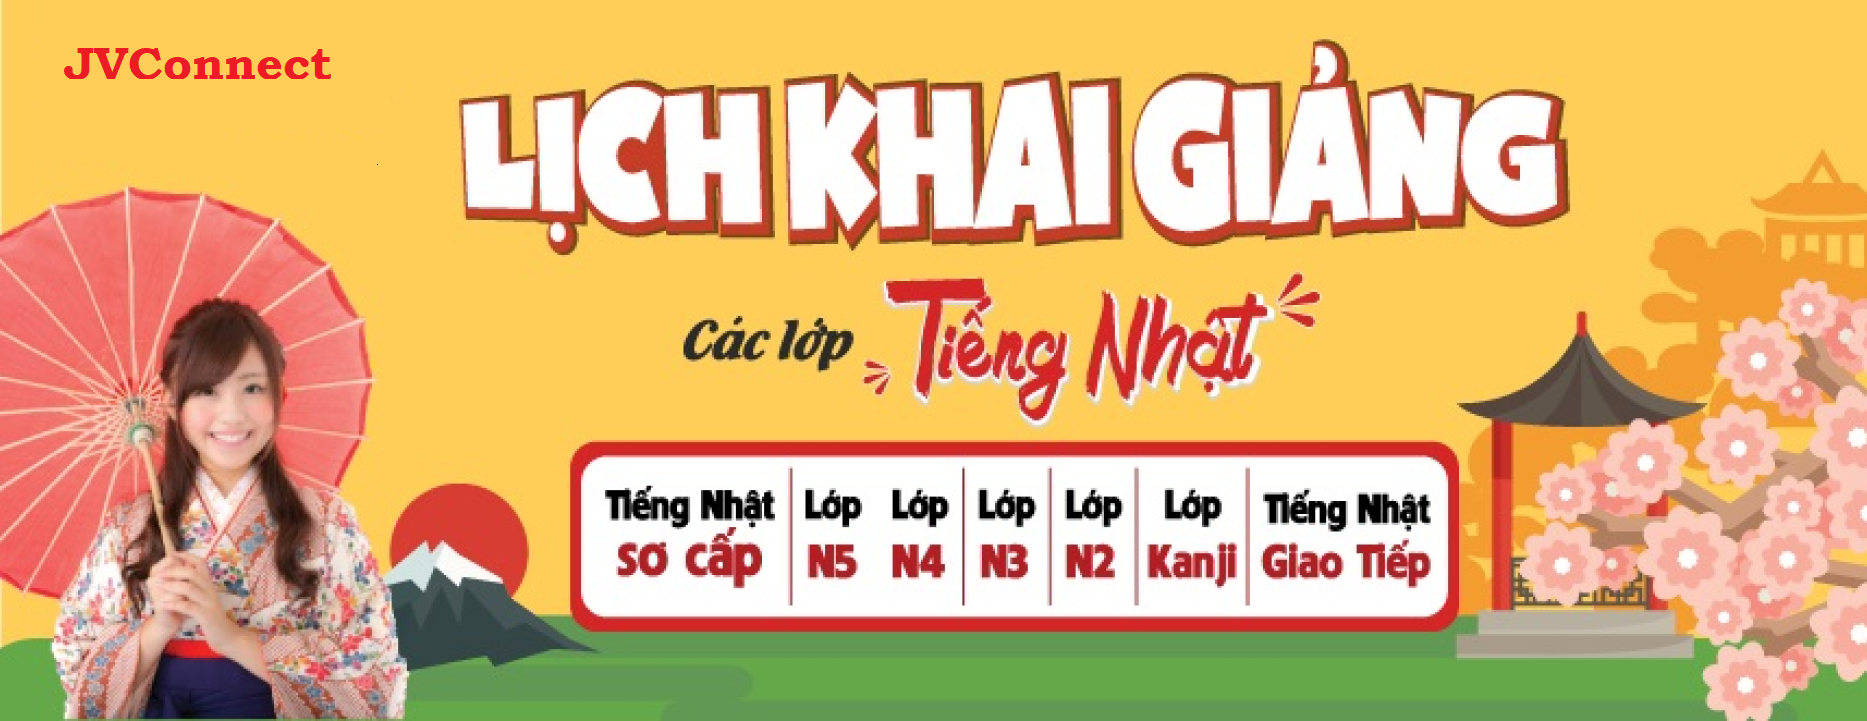 JVConnect
LỊCH KHAI GIẢNG
Các lớp Tiếng Nhật
Tiếng Nhật sơ cấp
Lớp N5
Lớp N4
Lớp N3
Lớp N2
Lớp Kanji
Tiếng Nhật Giao Tiếp